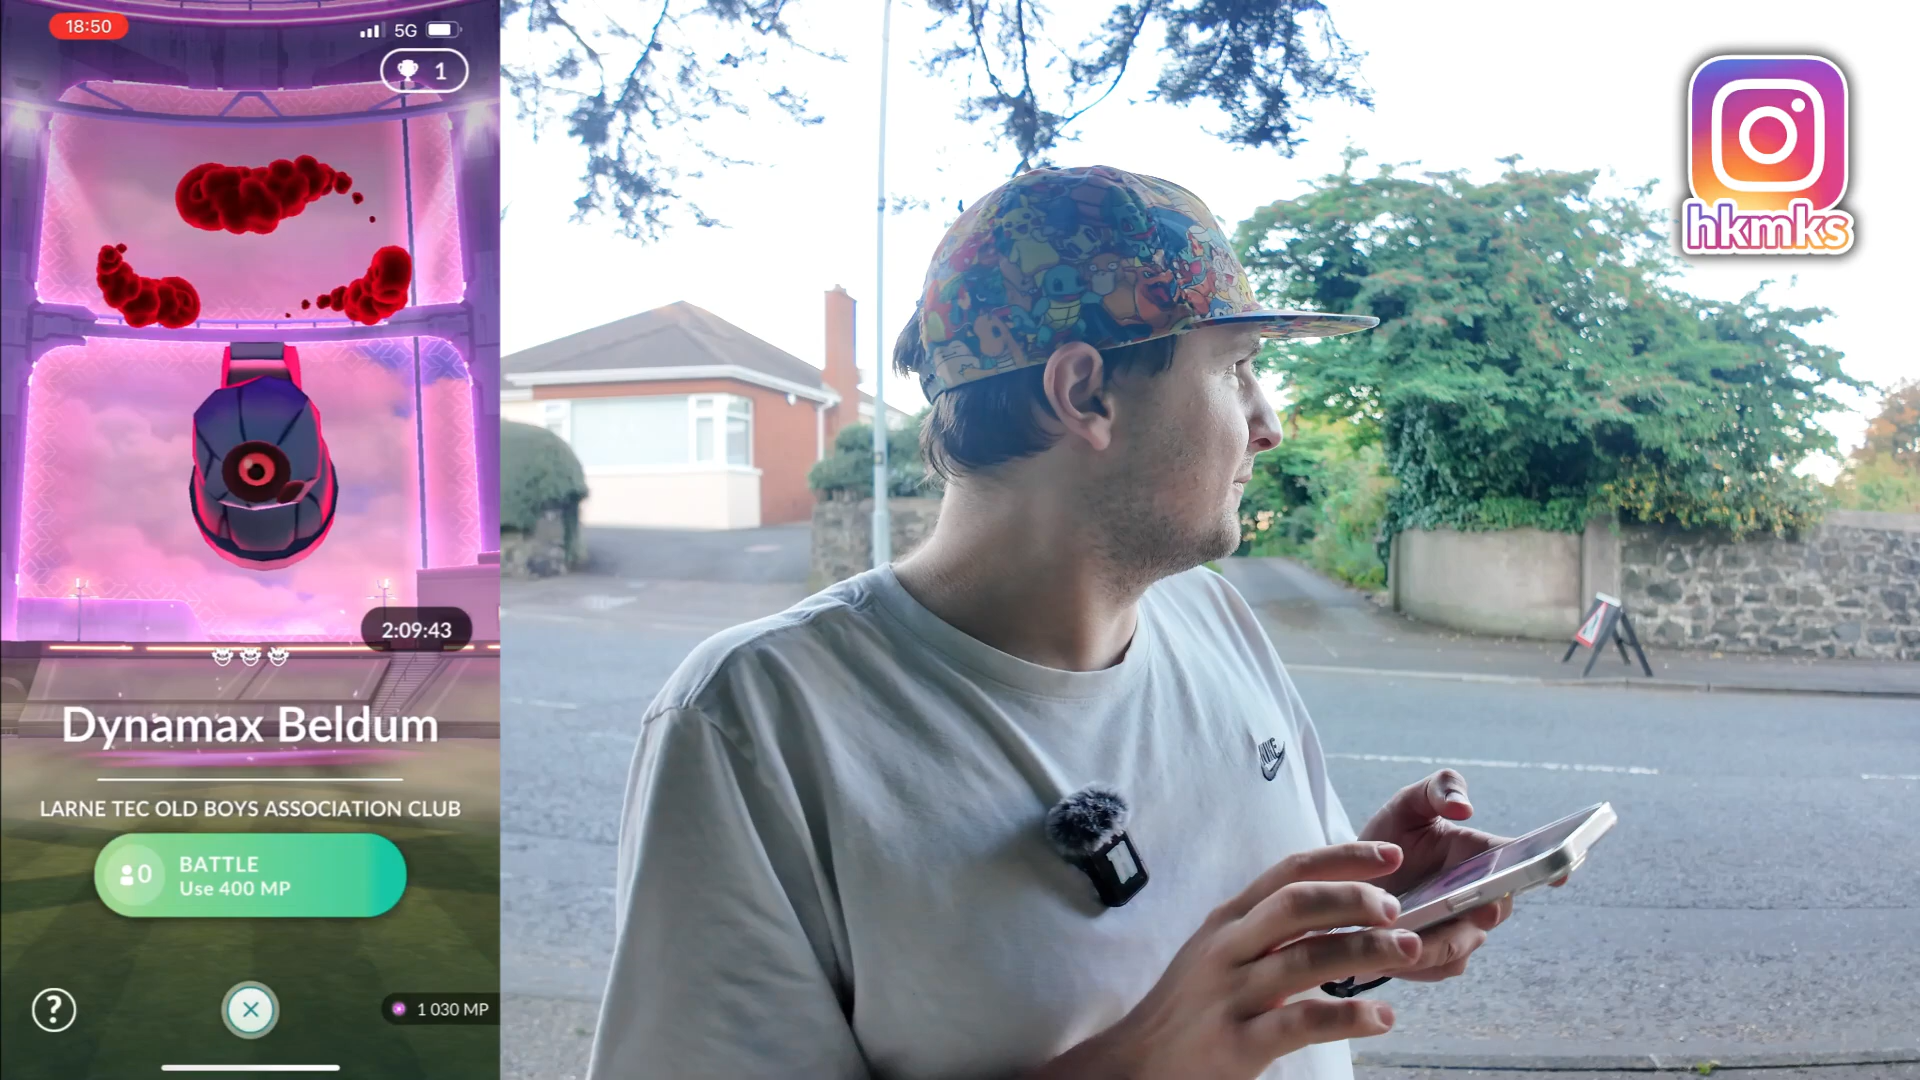 18:50
5G
1
2:09:43
Dynamax Beldum
LARNE TEC OLD BOYS ASSOCIATION CLUB
0
BATTLE
Use 400 MP
?
1 030 MP
hkmks
NIKE